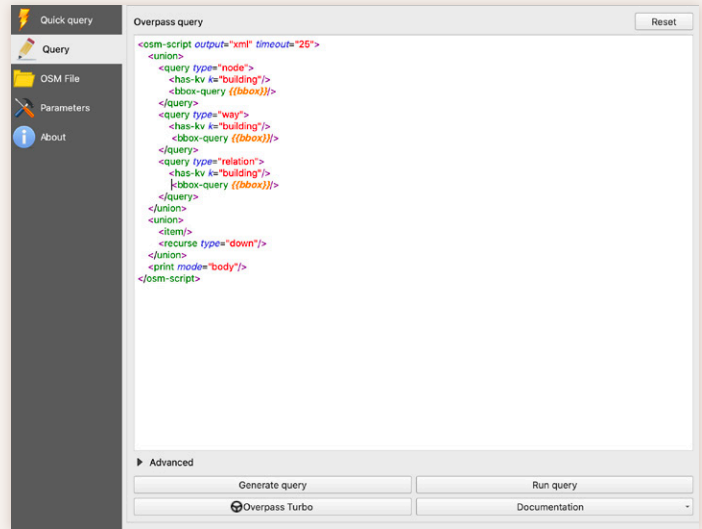 Quick query
Query
OSM File
Parameters
About
Overpass query
Reset
<osm-script output="xml" timeout="25">
<union>
<query type="node">
<has-kv k="building"/>
<bbox-query {{bbox}}/>
</query>
<query type="way">
<has-kv k="building"/>
<bbox-query {{bbox}}/>
</query>
<query type="relation">
<has-kv k="building"/>
<bbox-query {{bbox}}/>
</query>
</union>
<union>
<item/>
<recurse type="down"/>
</union>
<print mode="body"/>
</osm-script>
Advanced
Generate query
Run query
Overpass Turbo
Documentation